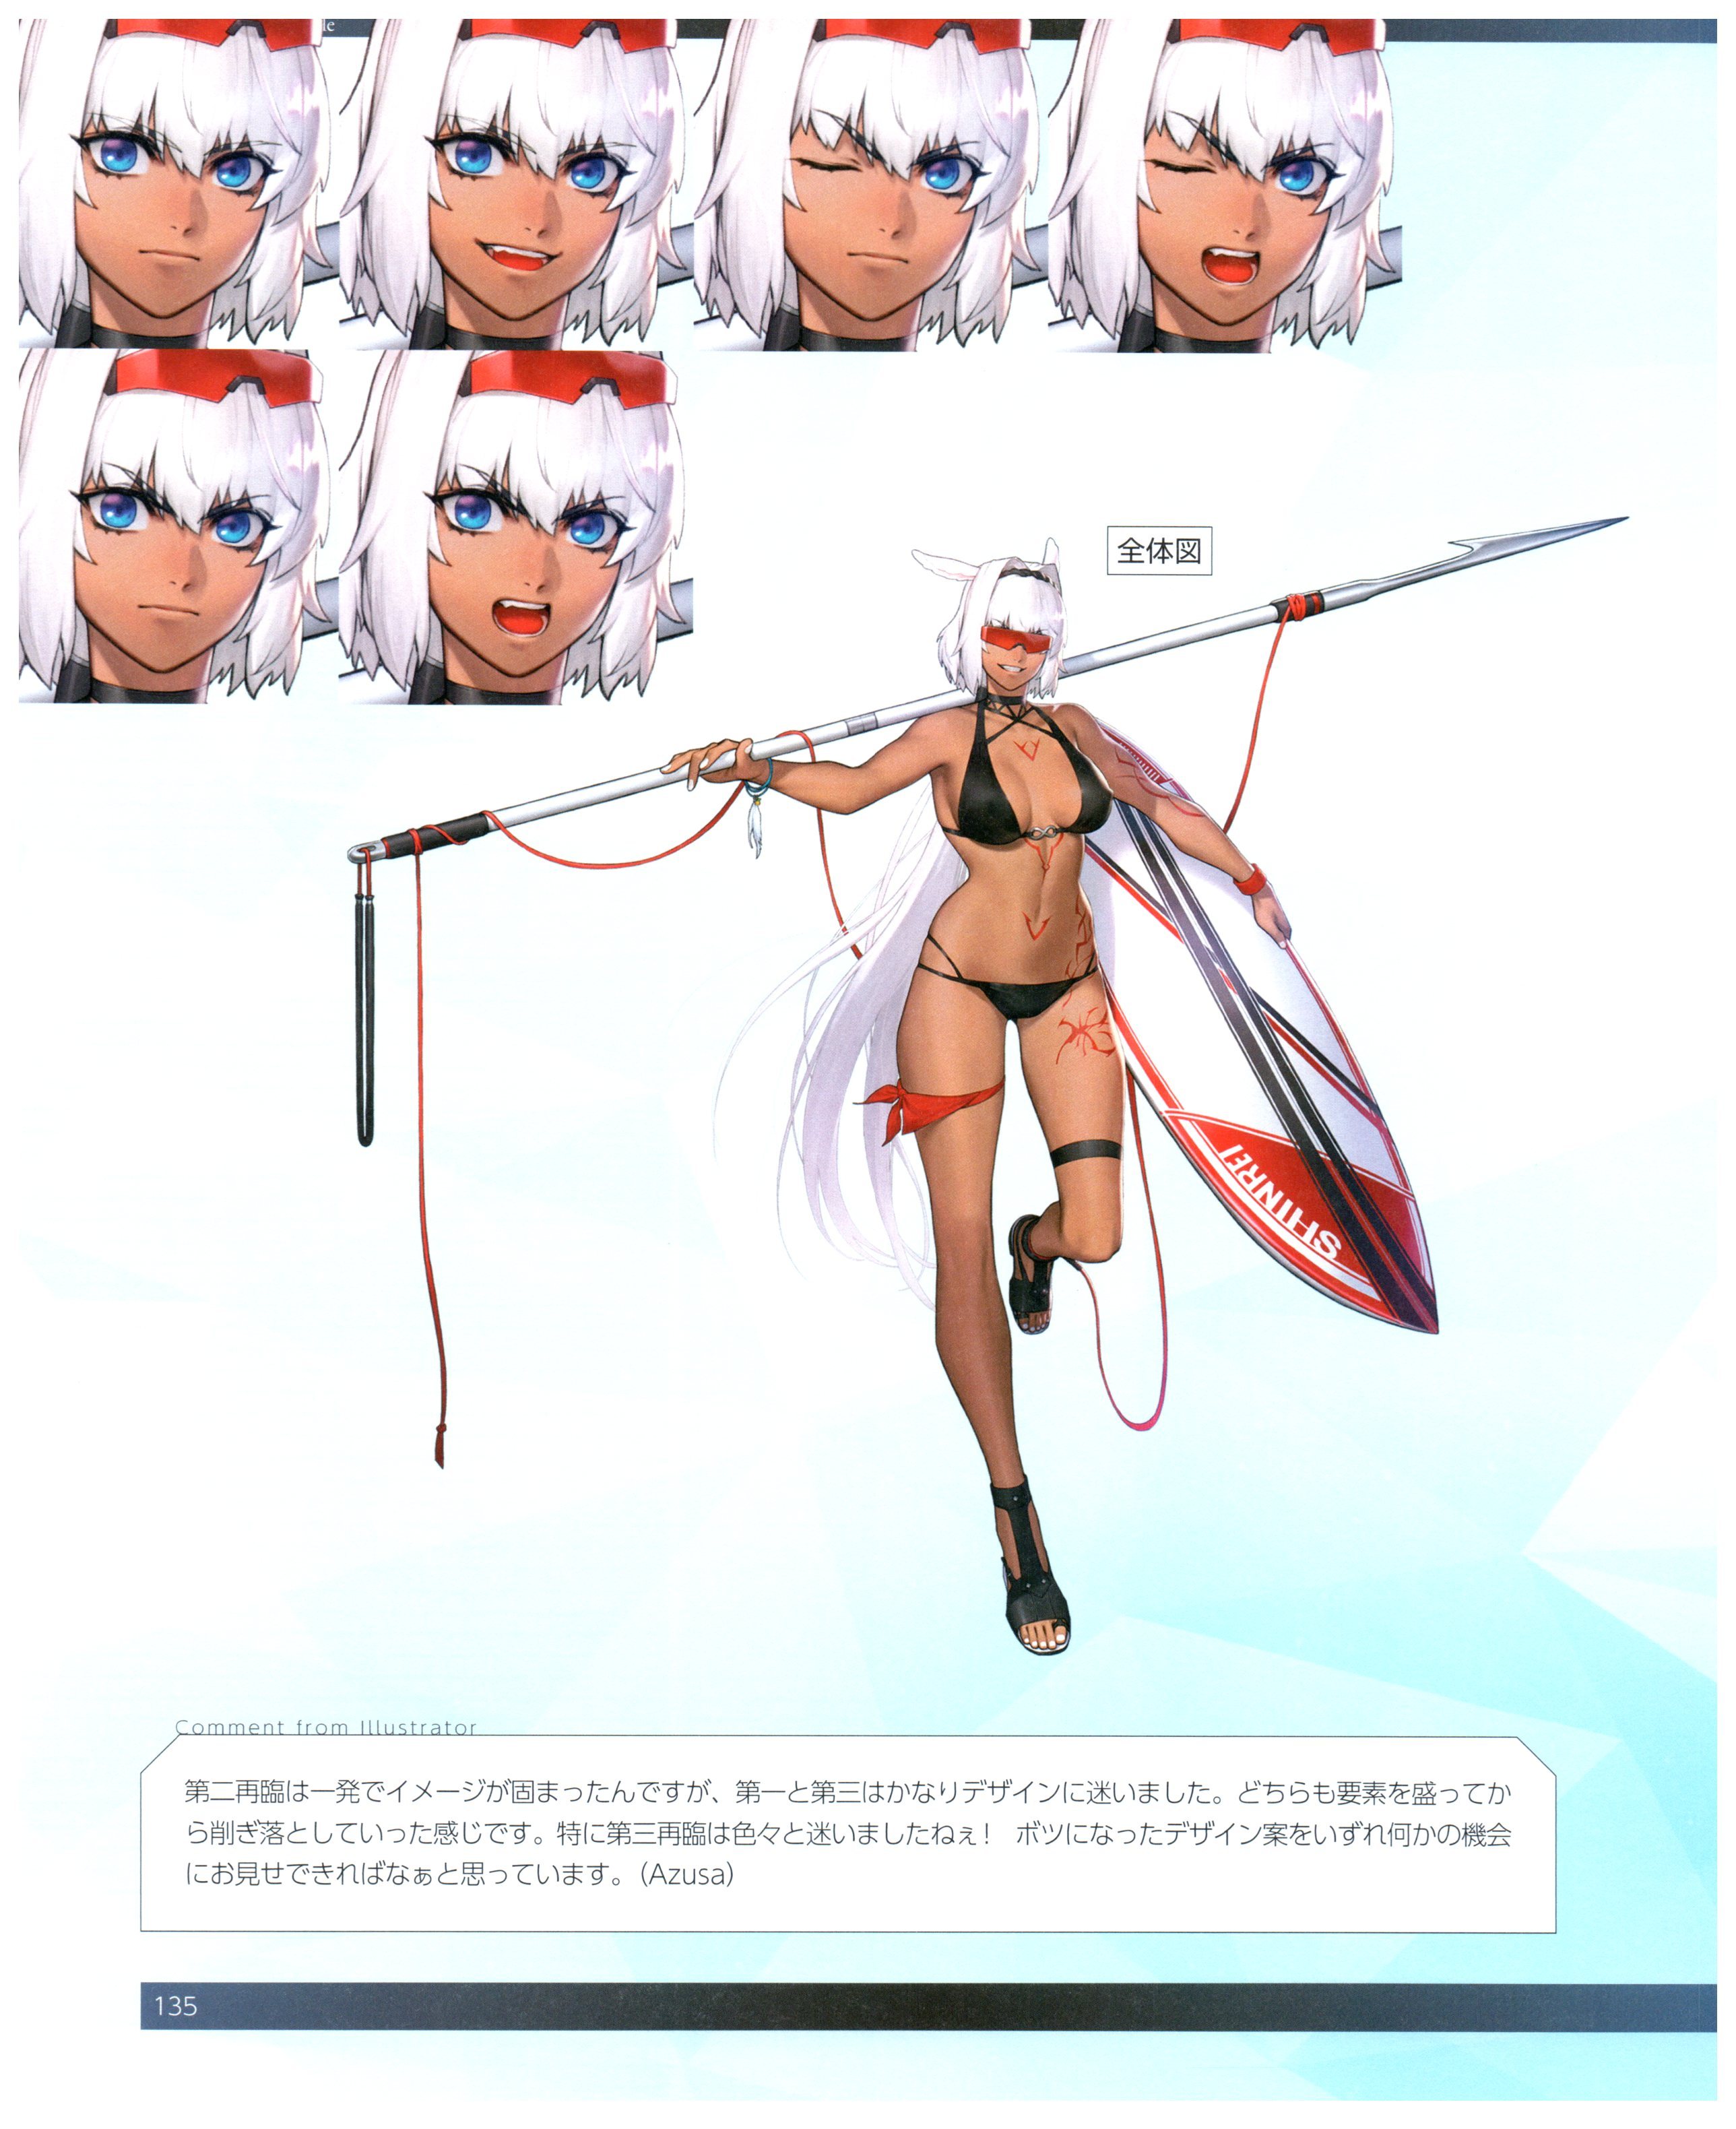 全体図
SHINREI
Comment from Illustrator
第二再臨は一発でイメージが固まったんですが、第一と第三はかなりデザインに迷いました。どちらも要素を盛ってか
ら削ぎ落としていった感じです。特に第三再臨は色々と迷いましたねぇ！ ボツになったデザイン案をいずれ何かの機会
にお見せできればなぁと思っています。(Azusa)
135